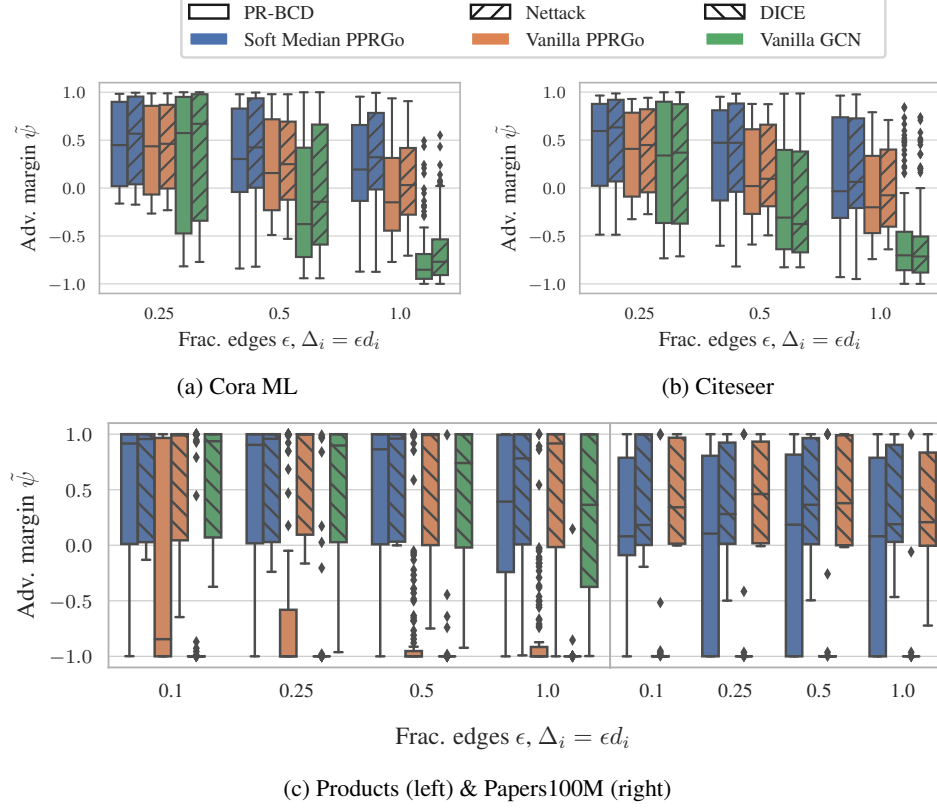 PR-BCD Nettack DICE
Soft Median PPRGo Vanilla PPRGo Vanilla GCN
Adv. margin ψ̃
1.0
0.5
0.0
−0.5
−1.0
0.25 0.5 1.0
Frac. edges ϵ, Δᵢ = ϵdᵢ
(a) Cora ML
Adv. margin ψ̃
1.0
0.5
0.0
−0.5
−1.0
0.25 0.5 1.0
Frac. edges ϵ, Δᵢ = ϵdᵢ
(b) Citeseer
Adv. margin ψ̃
1.0
0.5
0.0
−0.5
−1.0
0.1 0.25 0.5 1.0 0.1 0.25 0.5 1.0
Frac. edges ϵ, Δᵢ = ϵdᵢ
(c) Products (left) & Papers100M (right)